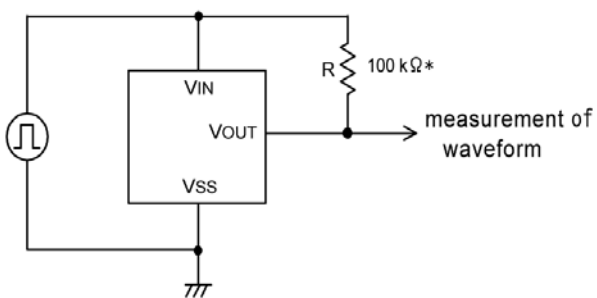 VIN
R 100 kΩ*
VOUT
measurement of
waveform
VSS